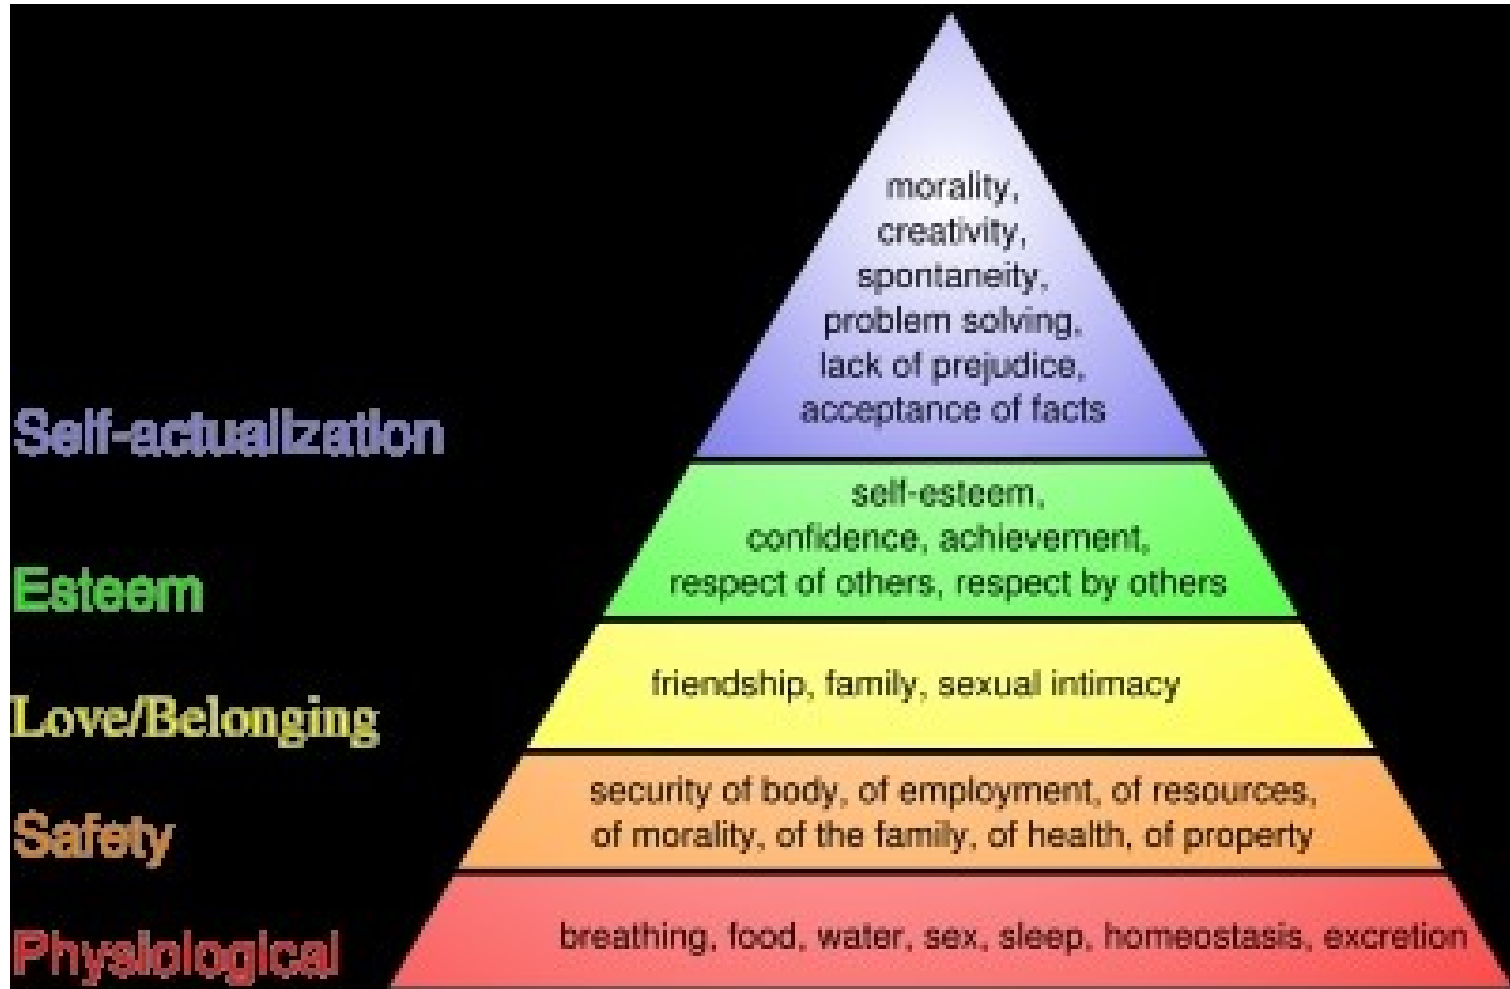 morality,
creativity,
spontaneity,
problem solving,
lack of prejudice,
acceptance of facts
Self-actualization
self-esteem,
confidence, achievement,
respect of others, respect by others
Esteem
friendship, family, sexual intimacy
Love/Belonging
security of body, of employment, of resources,
of morality, of the family, of health, of property
Safety
breathing, food, water, sex, sleep, homeostasis, excretion
Physiological